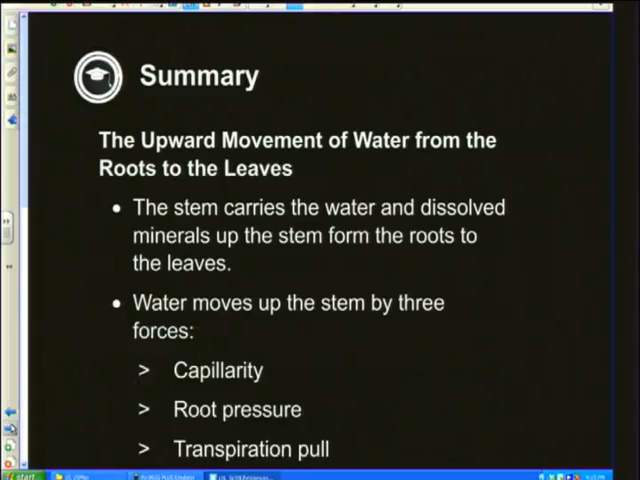 Summary
The Upward Movement of Water from the
Roots to the Leaves
• The stem carries the water and dissolved
minerals up the stem form the roots to
the leaves.
• Water moves up the stem by three
forces:
> Capillarity
> Root pressure
> Transpiration pull
start